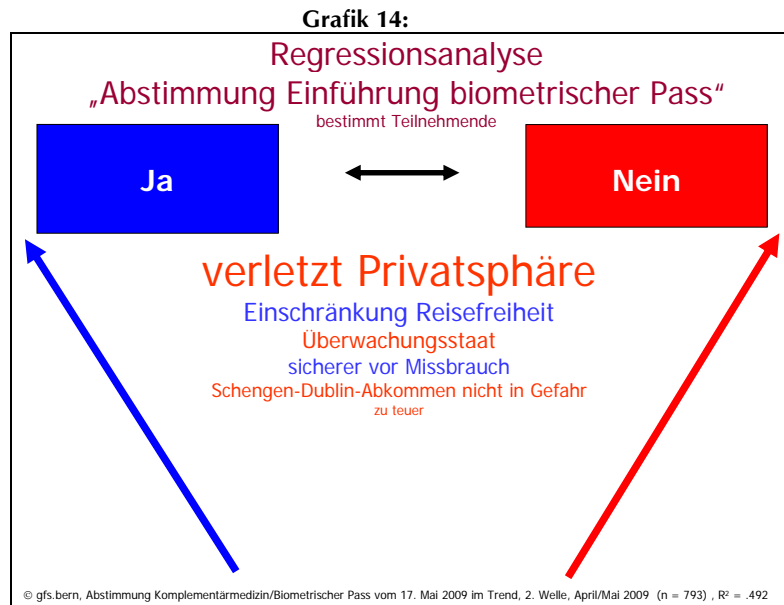 Grafik 14:
Regressionsanalyse
„Abstimmung Einführung biometrischer Pass“
bestimmt Teilnehmende
Ja
Nein
verletzt Privatsphäre
Einschränkung Reisefreiheit
Überwachungsstaat
sicherer vor Missbrauch
Schengen-Dublin-Abkommen nicht in Gefahr
zu teuer
© gfs.bern, Abstimmung Komplementärmedizin/Biometrischer Pass vom 17. Mai 2009 im Trend, 2. Welle, April/Mai 2009 (n = 793) , R² = .492